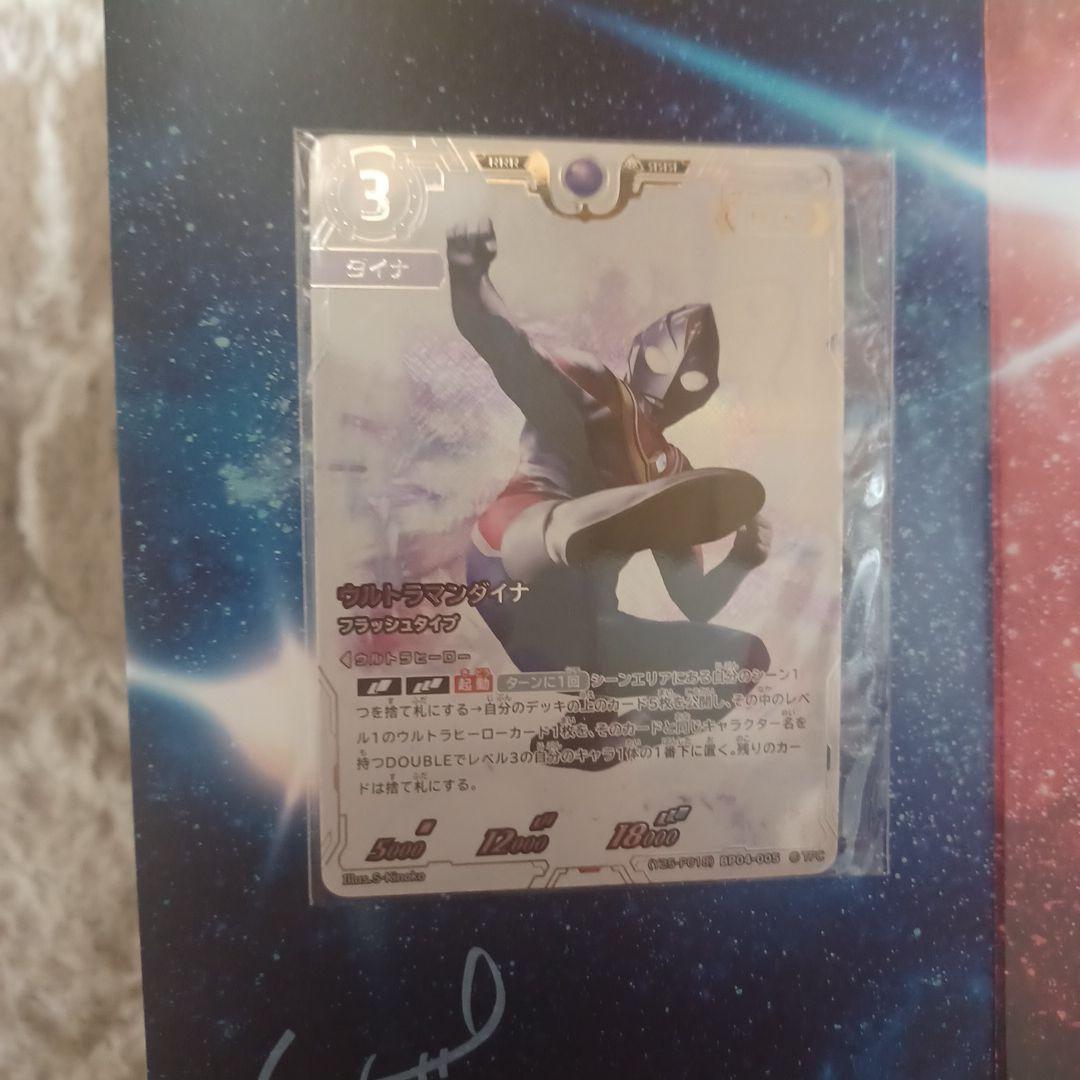 3
RRR
ダイナ
ウルトラマンダイナ
フラッシュタイプ
ウルトラヒーロー
起動 ターンに1回 シーンエリアにある自分のシーン1
つを捨て札にする→自分のデッキの上のカード5枚を公開し、その中のレベ
ル1のウルトラヒーローカード1枚を、そのカードと同じキャラクター名を
持つDOUBLEでレベル3の自分のキャラ1体の1番下に置く。残りのカー
ドは捨て札にする。
5000 12000 18000
Illus.S-Kinoko (Y25-P018) BP04-005 ©TPC